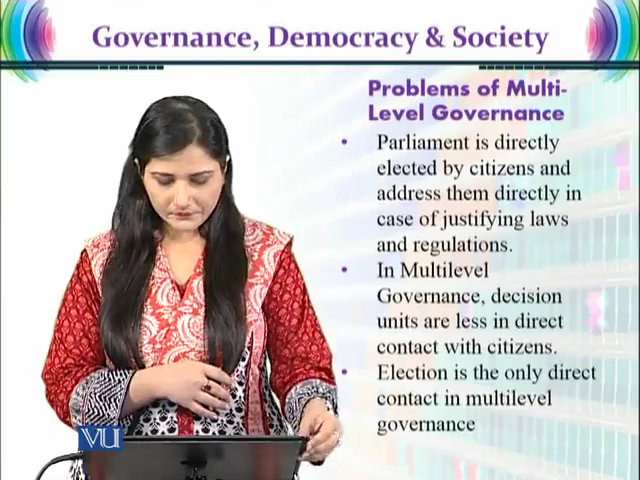 Governance, Democracy & Society
Problems of Multi-
Level Governance
• Parliament is directly
elected by citizens and
address them directly in
case of justifying laws
and regulations.
• In Multilevel
Governance, decision
units are less in direct
contact with citizens.
• Election is the only direct
contact in multilevel
governance
VU